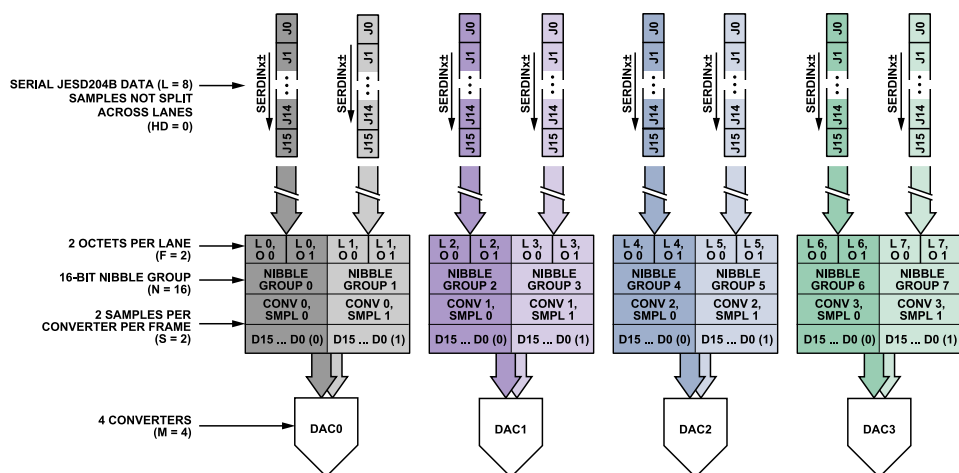 J0
J1
J14
J15
SERDINx±
J0
J1
J14
J15
SERDINx±
J0
J1
J14
J15
SERDINx±
J0
J1
J14
J15
SERDINx±
J0
J1
J14
J15
SERDINx±
J0
J1
J14
J15
SERDINx±
J0
J1
J14
J15
SERDINx±
J0
J1
J14
J15
SERDINx±
SERIAL JESD204B DATA (L = 8)
SAMPLES NOT SPLIT
ACROSS LANES
(HD = 0)
2 OCTETS PER LANE
(F = 2)
L 0, L 0, L 1, L 1, L 2, L 2, L 3, L 3, L 4, L 4, L 5, L 5, L 6, L 6, L 7, L 7,
O 0 O 1 O 0 O 1 O 0 O 1 O 0 O 1 O 0 O 1 O 0 O 1 O 0 O 1 O 0 O 1
16-BIT NIBBLE GROUP
(N = 16)
NIBBLE NIBBLE NIBBLE NIBBLE NIBBLE NIBBLE NIBBLE NIBBLE
GROUP 0 GROUP 1 GROUP 2 GROUP 3 GROUP 4 GROUP 5 GROUP 6 GROUP 7
2 SAMPLES PER
CONVERTER PER FRAME
(S = 2)
CONV 0, CONV 0, CONV 1, CONV 1, CONV 2, CONV 2, CONV 3, CONV 3,
SMPL 0 SMPL 1 SMPL 0 SMPL 1 SMPL 0 SMPL 1 SMPL 0 SMPL 1
D15 ... D0 (0) D15 ... D0 (1) D15 ... D0 (0) D15 ... D0 (1) D15 ... D0 (0) D15 ... D0 (1) D15 ... D0 (0) D15 ... D0 (1)
4 CONVERTERS
(M = 4)
DAC0 DAC1 DAC2 DAC3